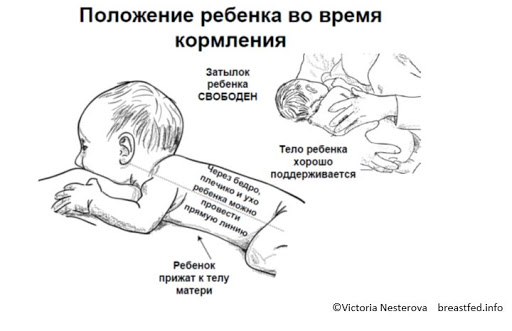 Положение ребенка во время
кормления
Затылок
ребенка
СВОБОДЕН
Тело ребенка
хорошо
поддерживается
Через бедро,
плечико и ухо
ребенка можно
провести
прямую линию
Ребенок
прижат к телу
матери
©Victoria Nesterova breastfed.info